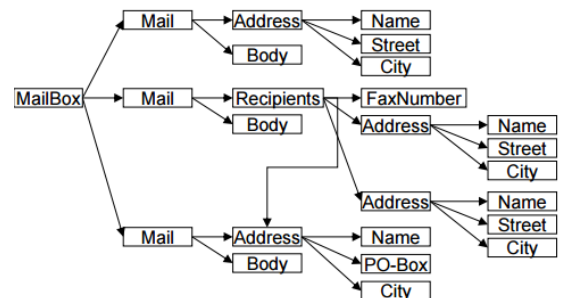 Mail Address Name
Street
Body
City
MailBox Mail Recipients FaxNumber
Body Address Name
Street
City
Address Name
Street
Mail Address Name City
Body PO-Box
City